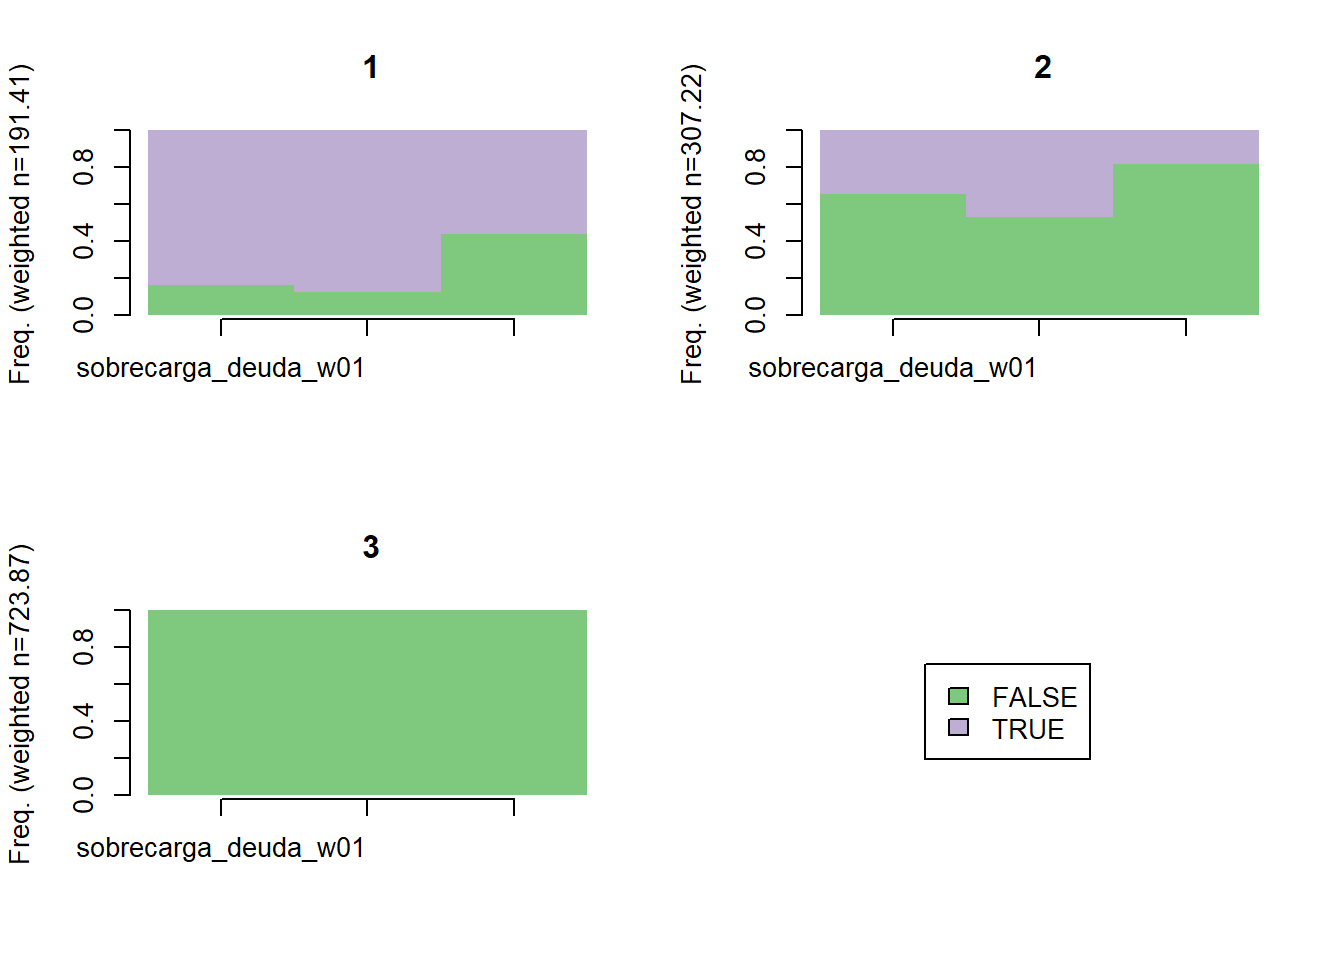 1
Freq. (weighted n=191.41)
0.8
0.4
0.0
sobrecarga_deuda_w01
2
Freq. (weighted n=307.22)
0.8
0.4
0.0
sobrecarga_deuda_w01
3
Freq. (weighted n=723.87)
0.8
0.4
0.0
sobrecarga_deuda_w01
FALSE
TRUE